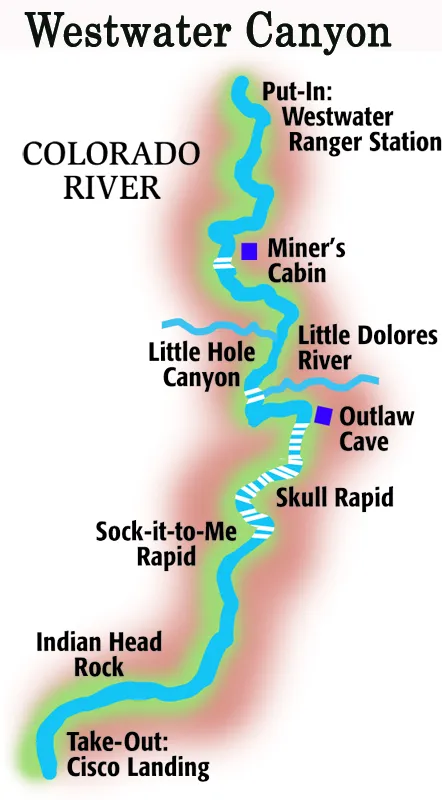 Westwater Canyon
Put-In:
Westwater
Ranger Station
COLORADO
RIVER
Miner's
Cabin
Little Dolores
River
Little Hole
Canyon
Outlaw
Cave
Skull Rapid
Sock-it-to-Me
Rapid
Indian Head
Rock
Take-Out:
Cisco Landing